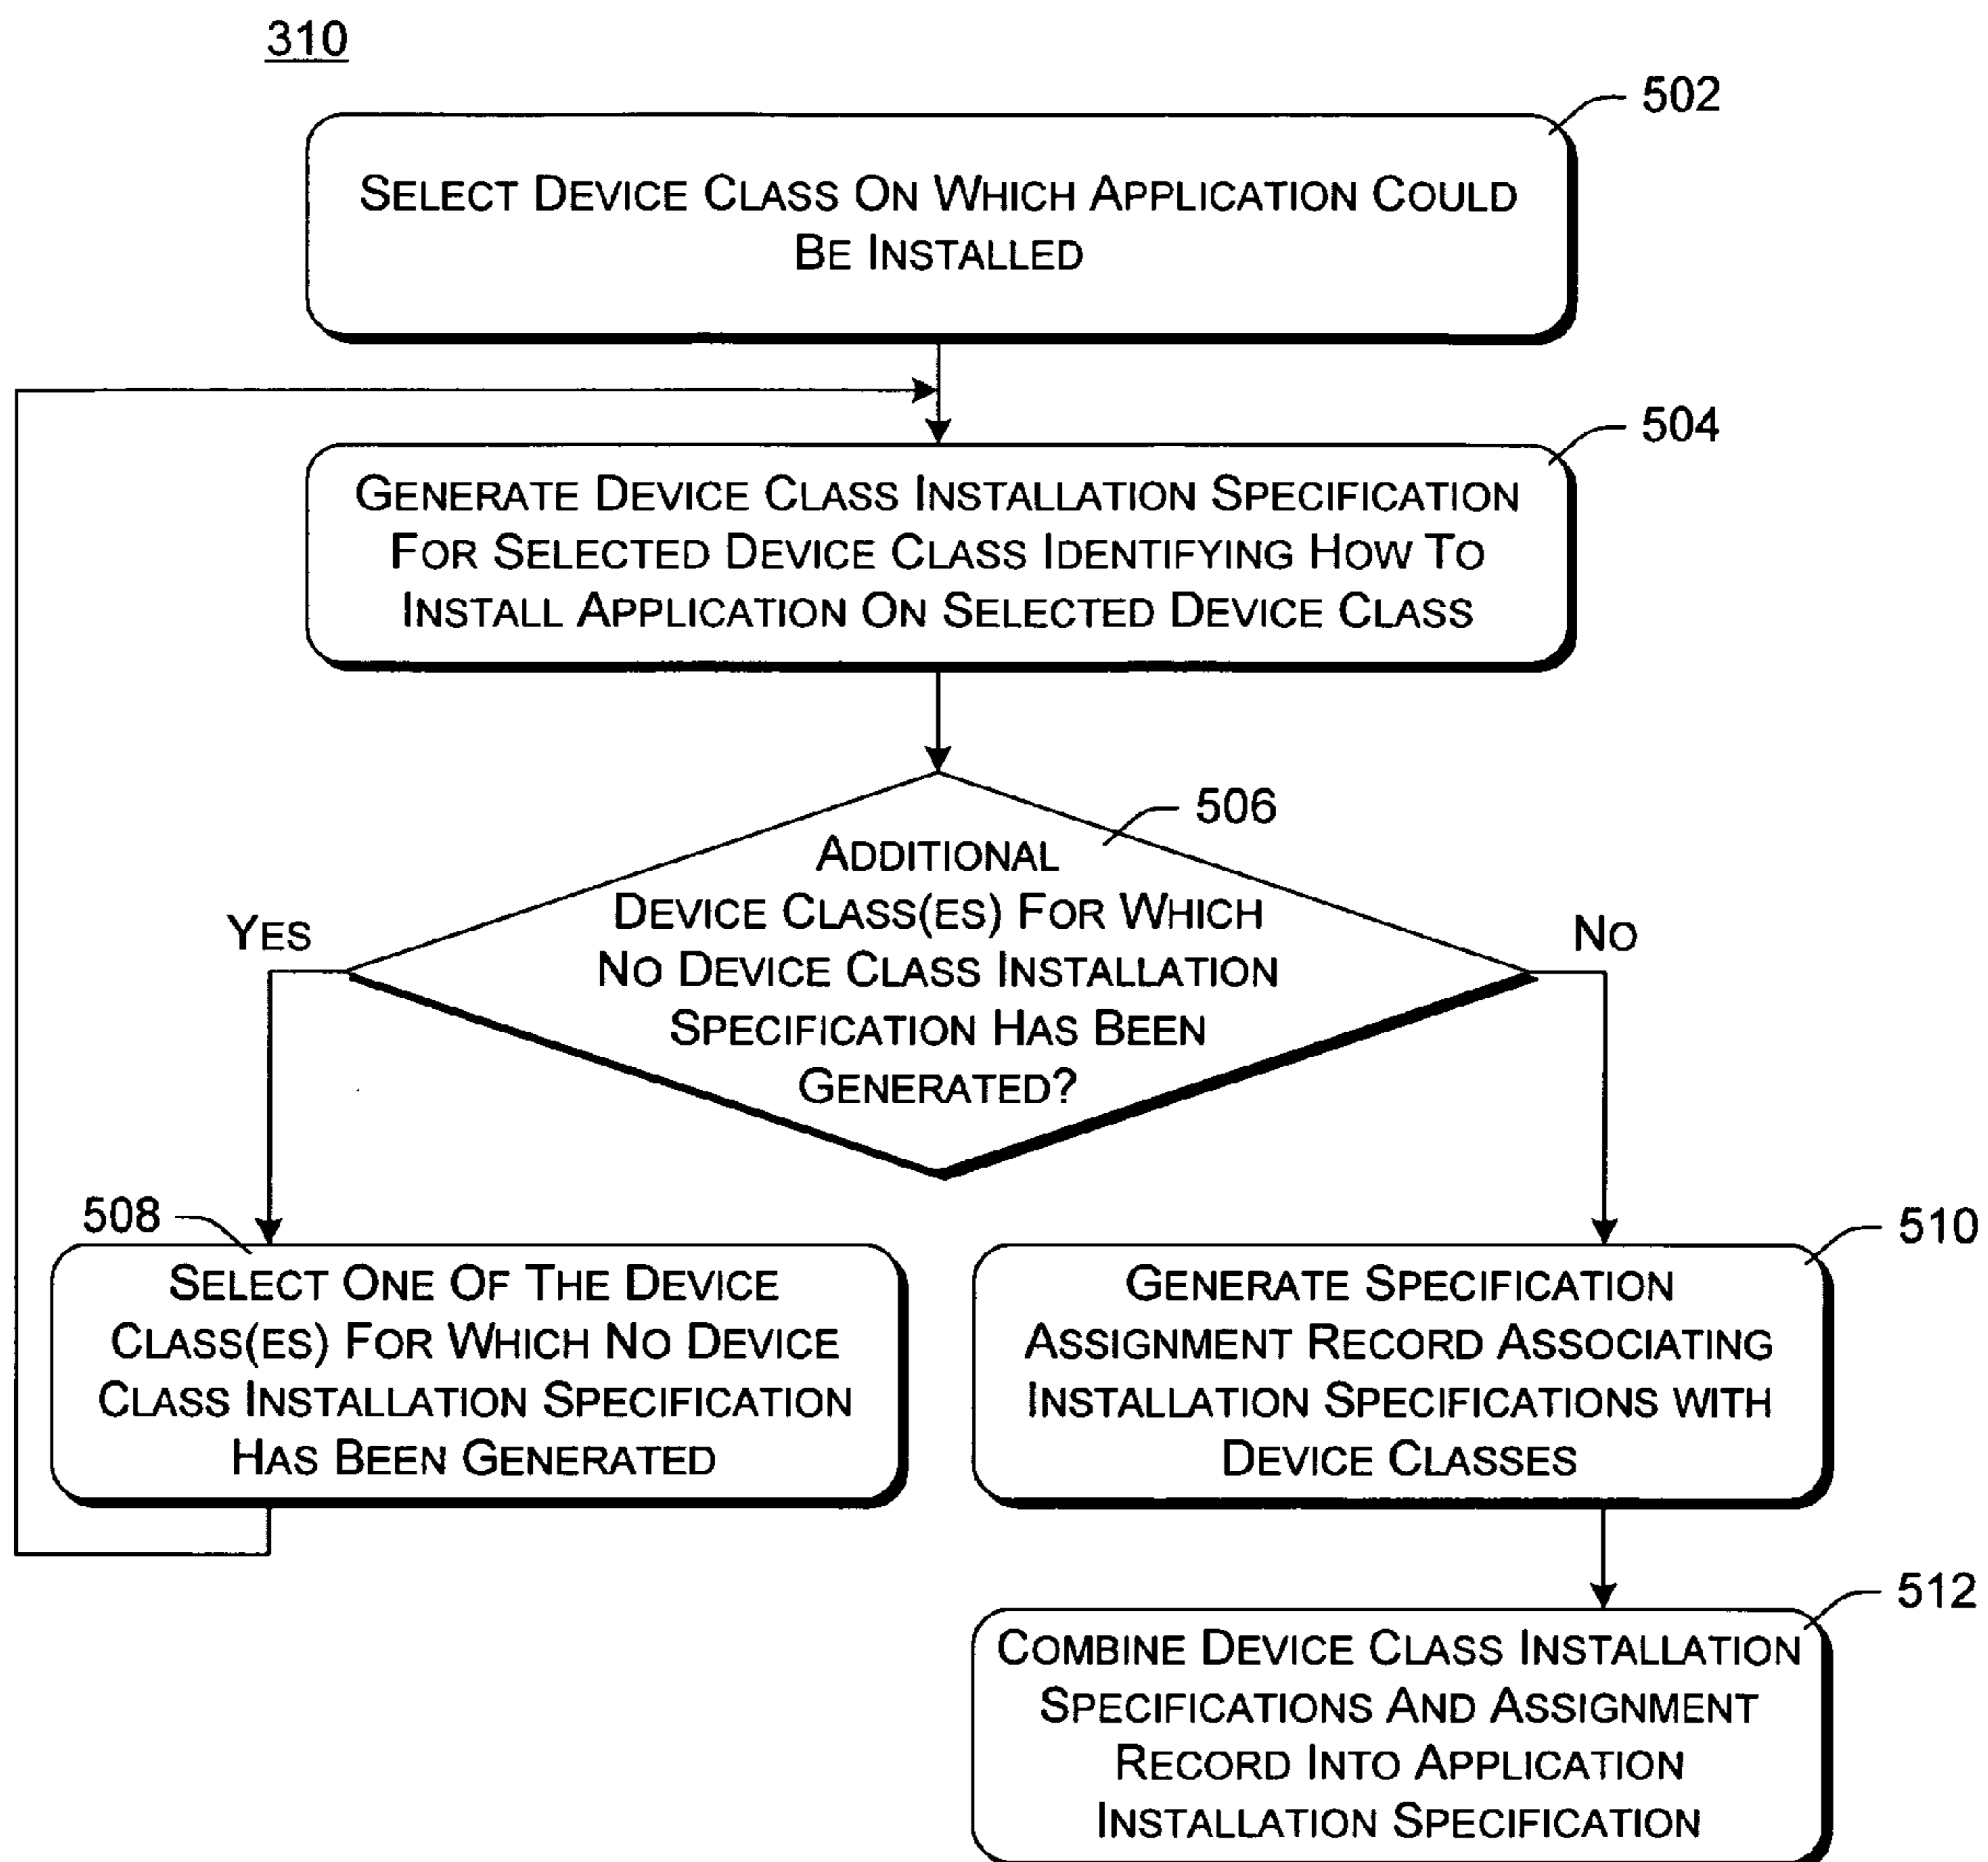 310
502
SELECT DEVICE CLASS ON WHICH APPLICATION COULD
BE INSTALLED
504
GENERATE DEVICE CLASS INSTALLATION SPECIFICATION
FOR SELECTED DEVICE CLASS IDENTIFYING HOW TO
INSTALL APPLICATION ON SELECTED DEVICE CLASS
506
ADDITIONAL
DEVICE CLASS(ES) FOR WHICH
NO DEVICE CLASS INSTALLATION
SPECIFICATION HAS BEEN
GENERATED?
YES
NO
508
SELECT ONE OF THE DEVICE
CLASS(ES) FOR WHICH NO DEVICE
CLASS INSTALLATION SPECIFICATION
HAS BEEN GENERATED
510
GENERATE SPECIFICATION
ASSIGNMENT RECORD ASSOCIATING
INSTALLATION SPECIFICATIONS WITH
DEVICE CLASSES
512
COMBINE DEVICE CLASS INSTALLATION
SPECIFICATIONS AND ASSIGNMENT
RECORD INTO APPLICATION
INSTALLATION SPECIFICATION